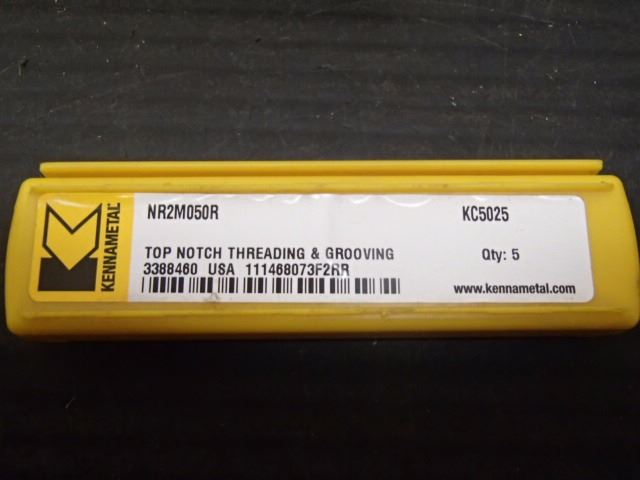 KENNAMETAL
NR2M050R KC5025
TOP NOTCH THREADING & GROOVING Qty: 5
3388460 USA 111468073F2RR
www.kennametal.com